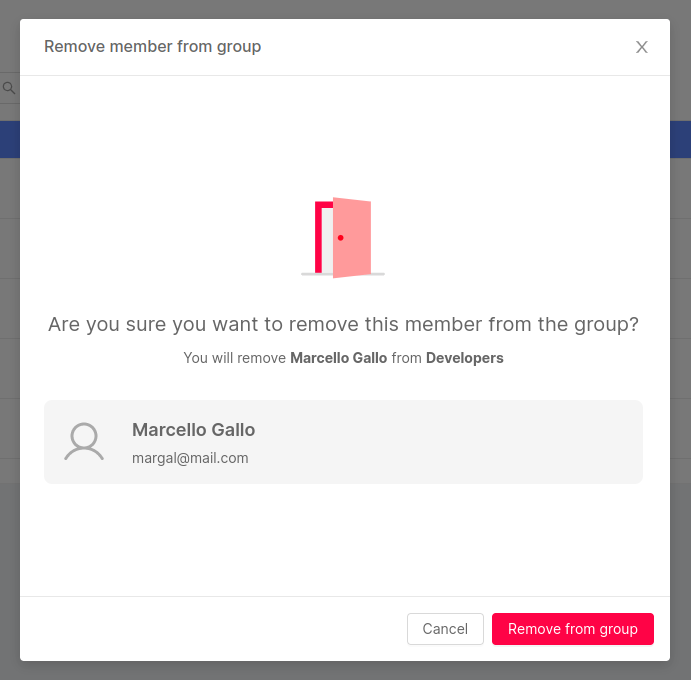 Remove member from group
Are you sure you want to remove this member from the group?
You will remove Marcello Gallo from Developers
Marcello Gallo
margal@mail.com
Cancel
Remove from group